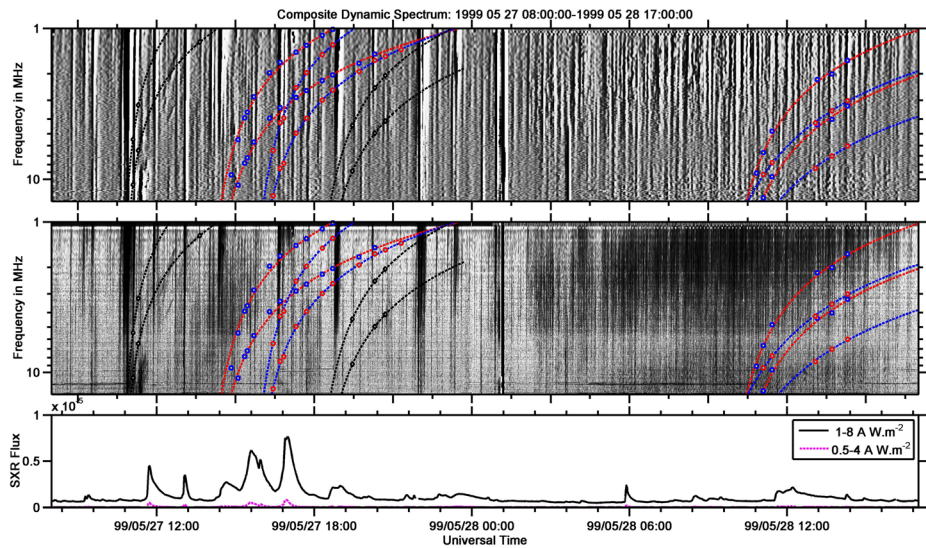 Composite Dynamic Spectrum: 1999 05 27 08:00:00-1999 05 28 17:00:00
1
10
Frequency in MHz
1
10
Frequency in MHz
x 10⁻⁵
1
0.5
0
SXR Flux
1-8 A W.m⁻²
0.5-4 A W.m⁻²
99/05/27 12:00 99/05/27 18:00 99/05/28 00:00 99/05/28 06:00 99/05/28 12:00
Universal Time